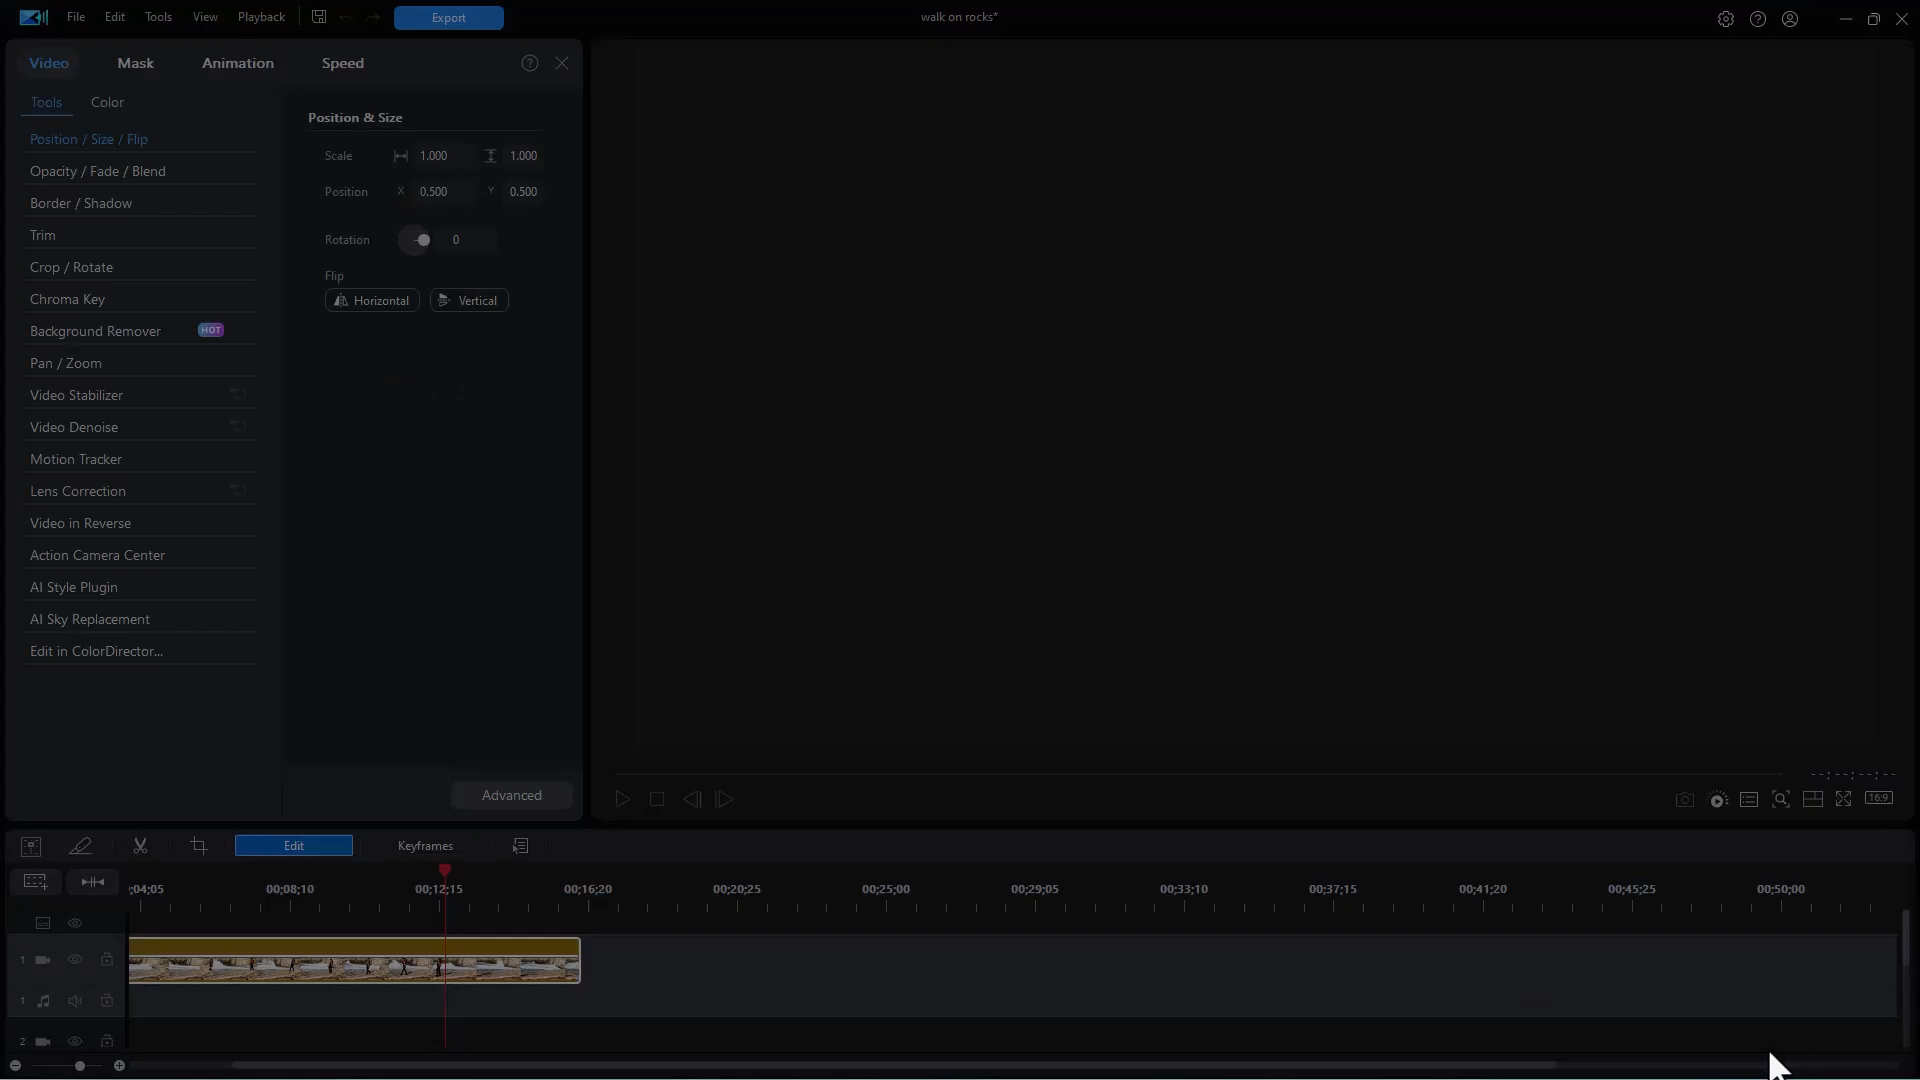 File Edit Tools View Playback Export walk on rocks*
Video Mask Animation Speed
Tools Color
Position / Size / Flip
Opacity / Fade / Blend
Border / Shadow
Trim
Crop / Rotate
Chroma Key
Background Remover HOT
Pan / Zoom
Video Stabilizer
Video Denoise
Motion Tracker
Lens Correction
Video in Reverse
Action Camera Center
AI Style Plugin
AI Sky Replacement
Edit in ColorDirector...
Position & Size
Scale 1.000 1.000
Position X 0.500 Y 0.500
Rotation 0
Flip
Horizontal Vertical
Advanced
--;--;--;--
16:9
Edit Keyframes
;04;05 00;08;10 00;12;15 00;16;20 00;20;25 00;25;00 00;29;05 00;33;10 00;37;15 00;41;20 00;45;25 00;50;00
1
1
2